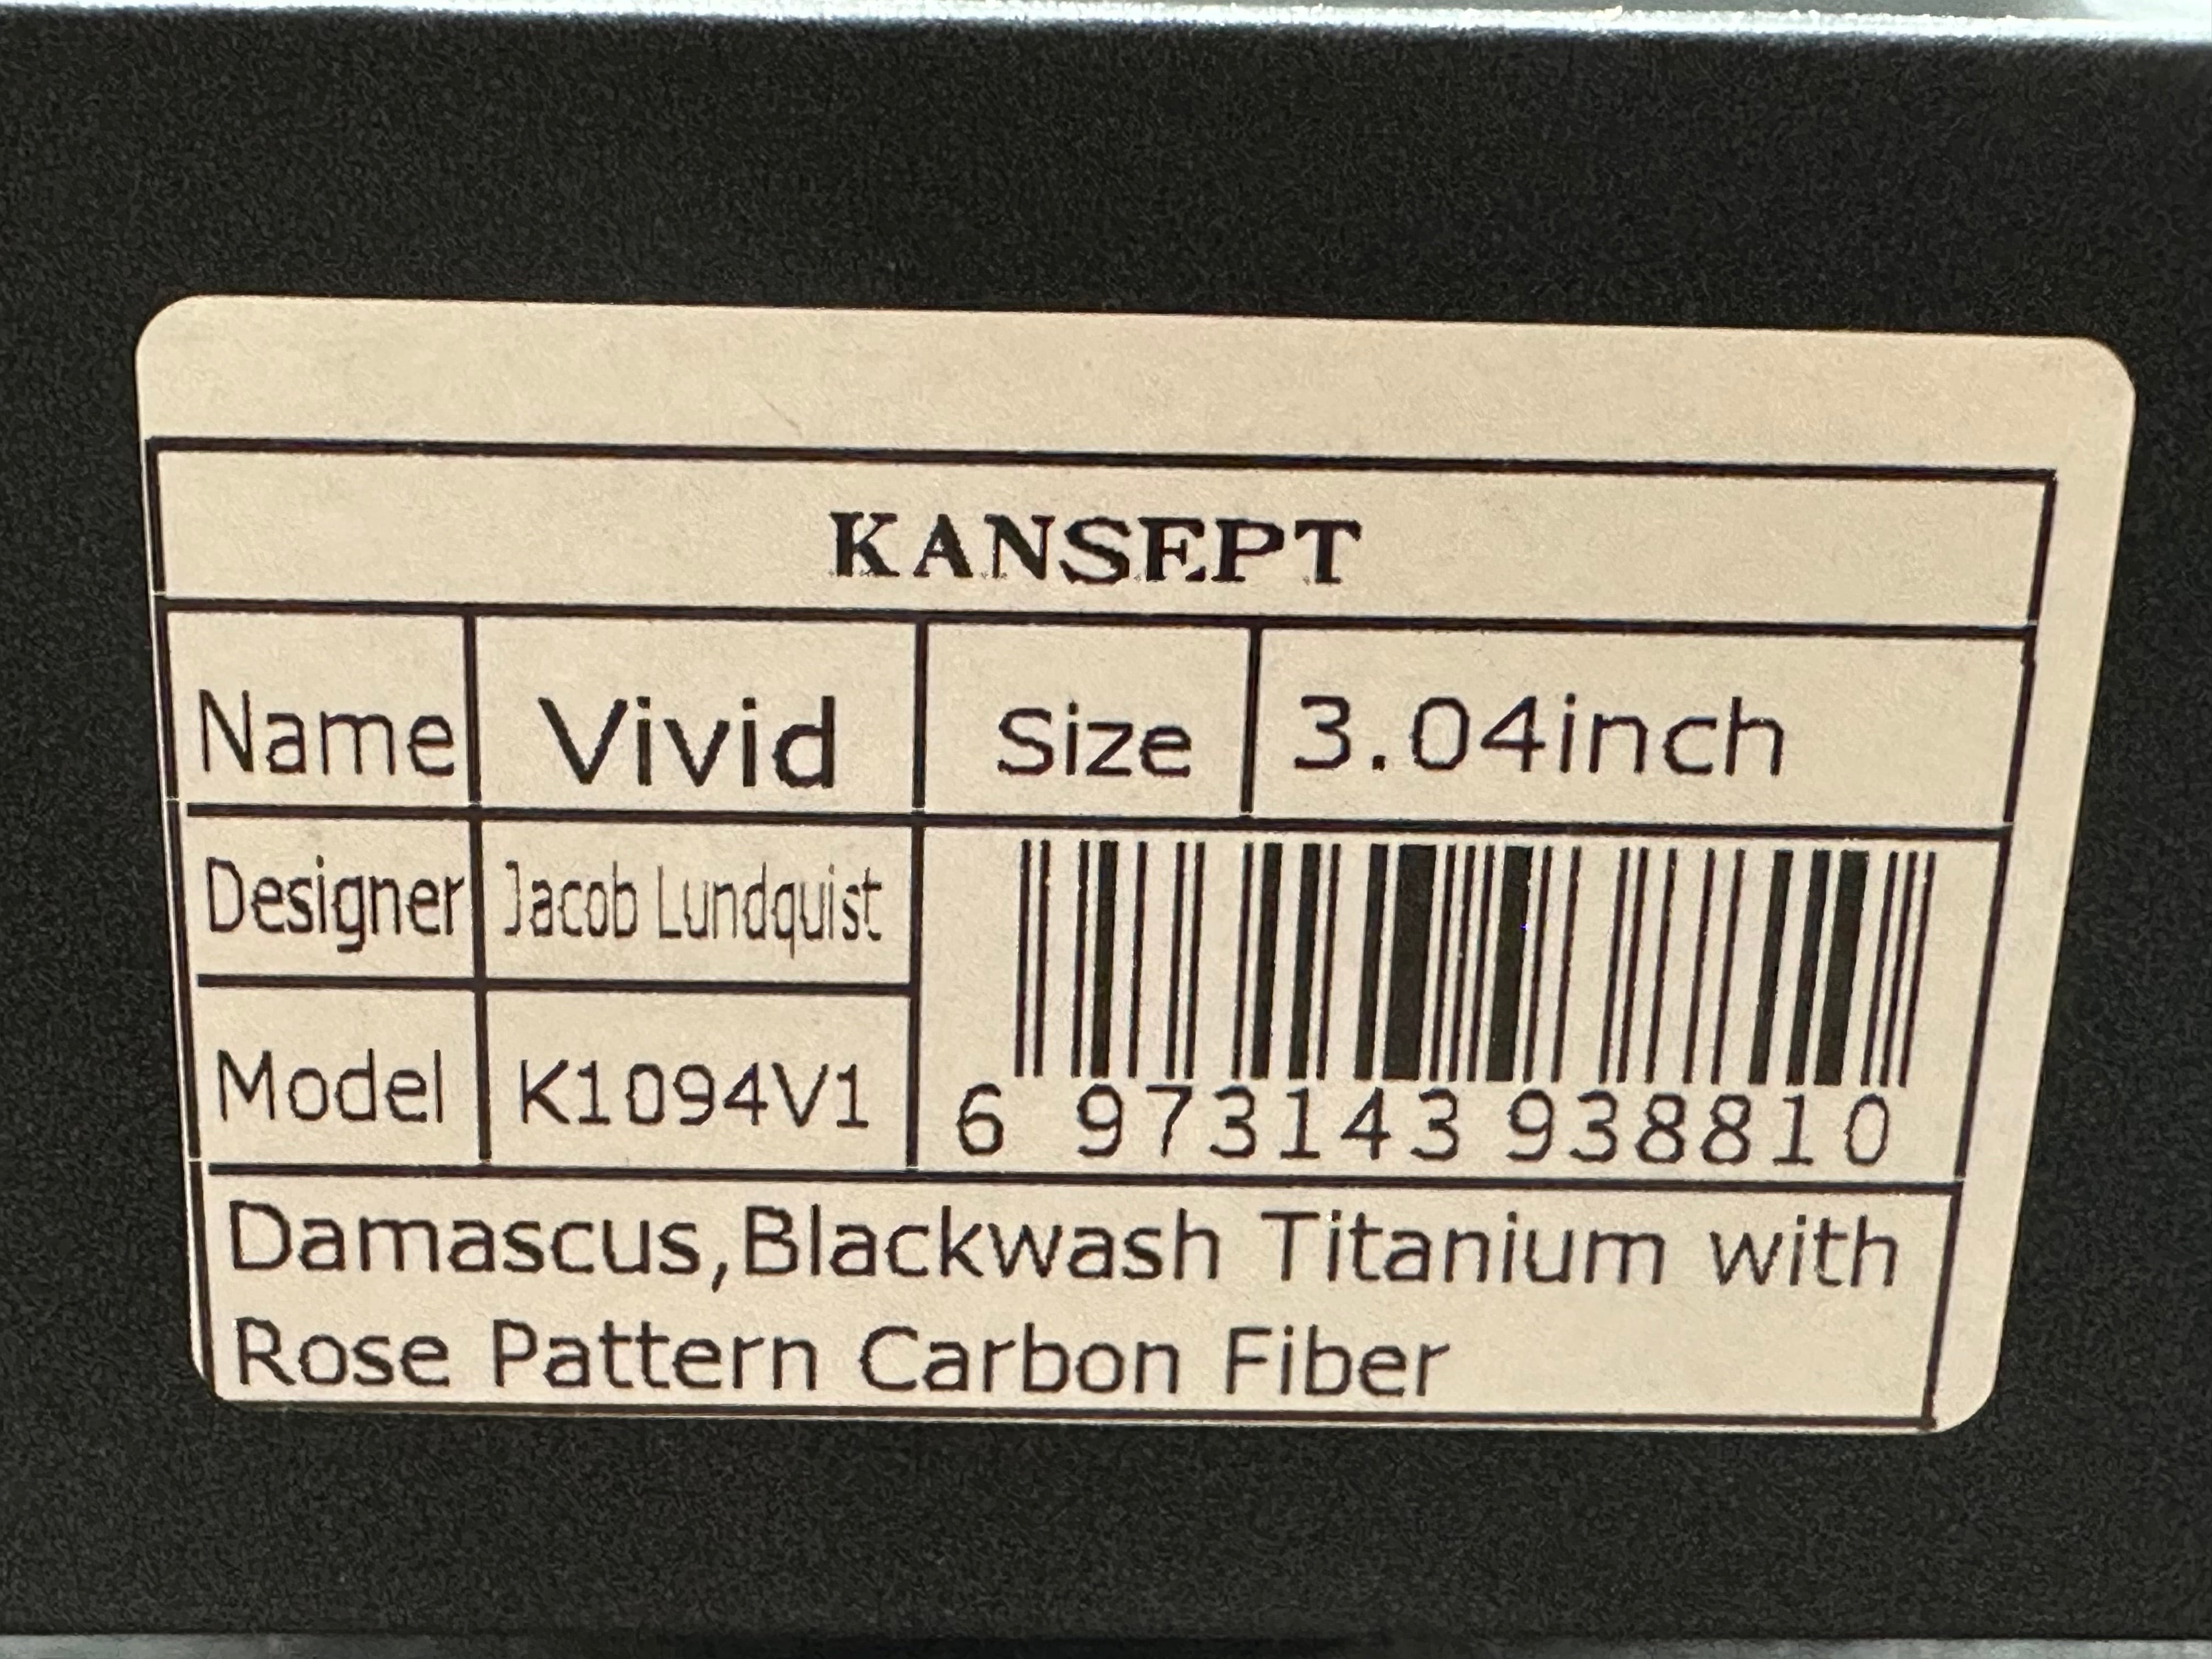 KANSEPT
Name Vivid Size 3.04inch
Designer Jacob Lundquist
Model K1094V1
6 973143 938810
Damascus,Blackwash Titanium with
Rose Pattern Carbon Fiber